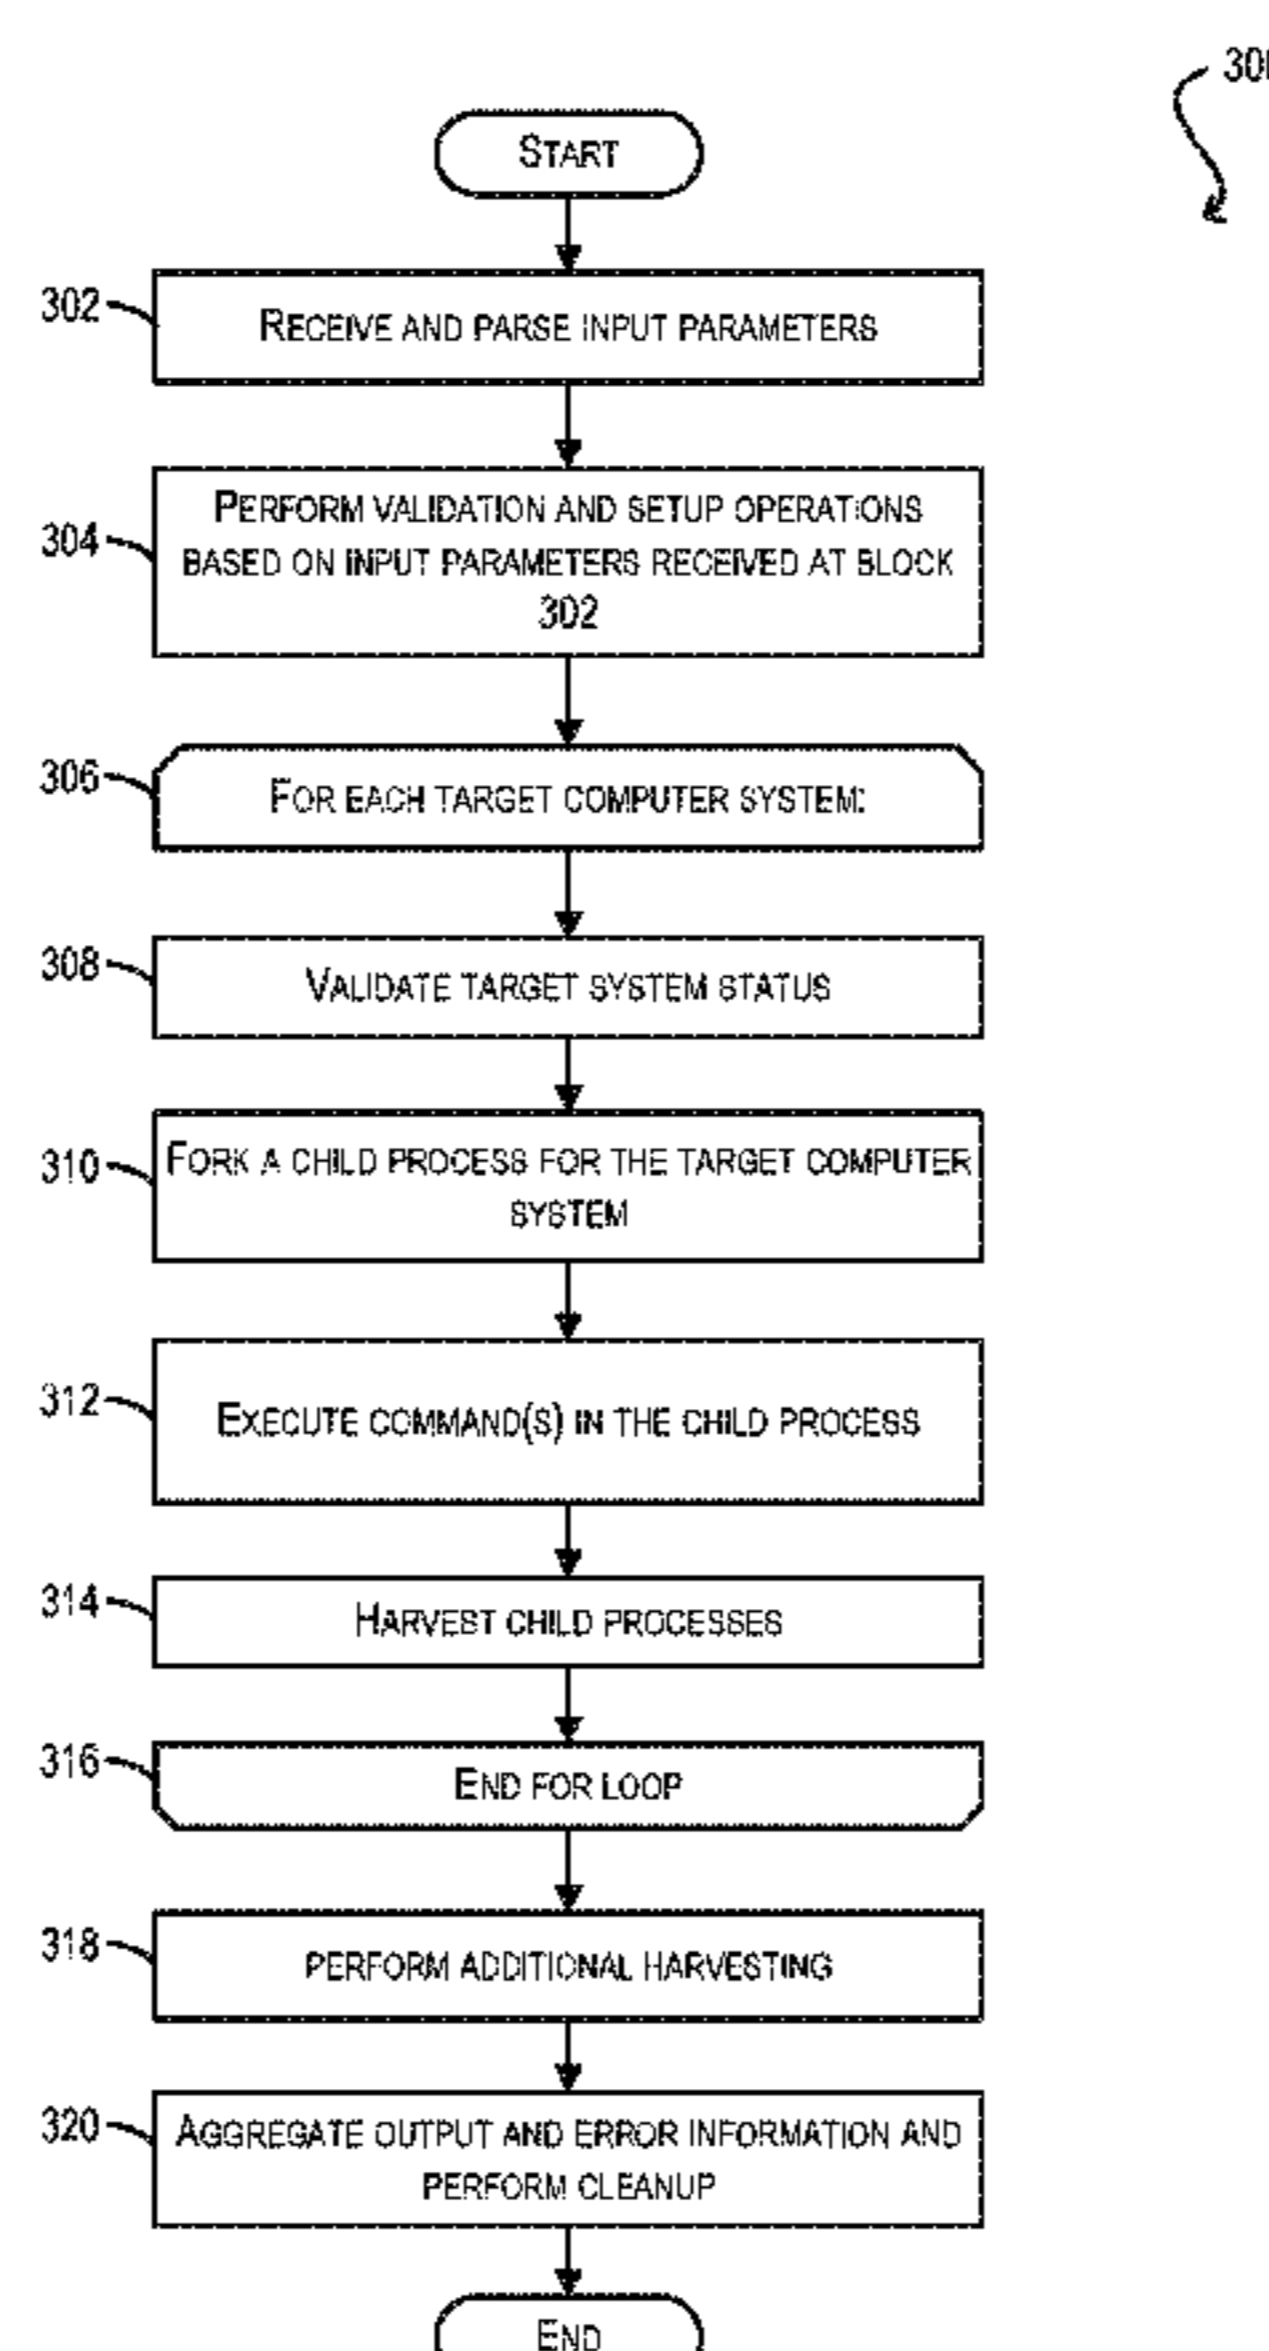 300
START
302
RECEIVE AND PARSE INPUT PARAMETERS
304
PERFORM VALIDATION AND SETUP OPERATIONS
BASED ON INPUT PARAMETERS RECEIVED AT BLOCK
302
306
FOR EACH TARGET COMPUTER SYSTEM:
308
VALIDATE TARGET SYSTEM STATUS
310
FORK A CHILD PROCESS FOR THE TARGET COMPUTER
SYSTEM
312
EXECUTE COMMAND(S) IN THE CHILD PROCESS
314
HARVEST CHILD PROCESSES
316
END FOR LOOP
318
PERFORM ADDITIONAL HARVESTING
320
AGGREGATE OUTPUT AND ERROR INFORMATION AND
PERFORM CLEANUP
END